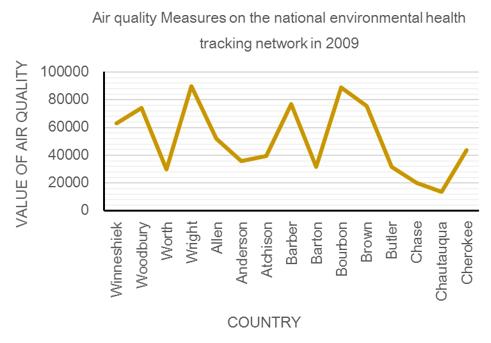 Air quality Measures on the national environmental health
tracking network in 2009
VALUE OF AIR QUALITY
100000
80000
60000
40000
20000
0
Winneshiek
Woodbury
Worth
Wright
Allen
Anderson
Atchison
Barber
Barton
Bourbon
Brown
Butler
Chase
Chautauqua
Cherokee
COUNTRY